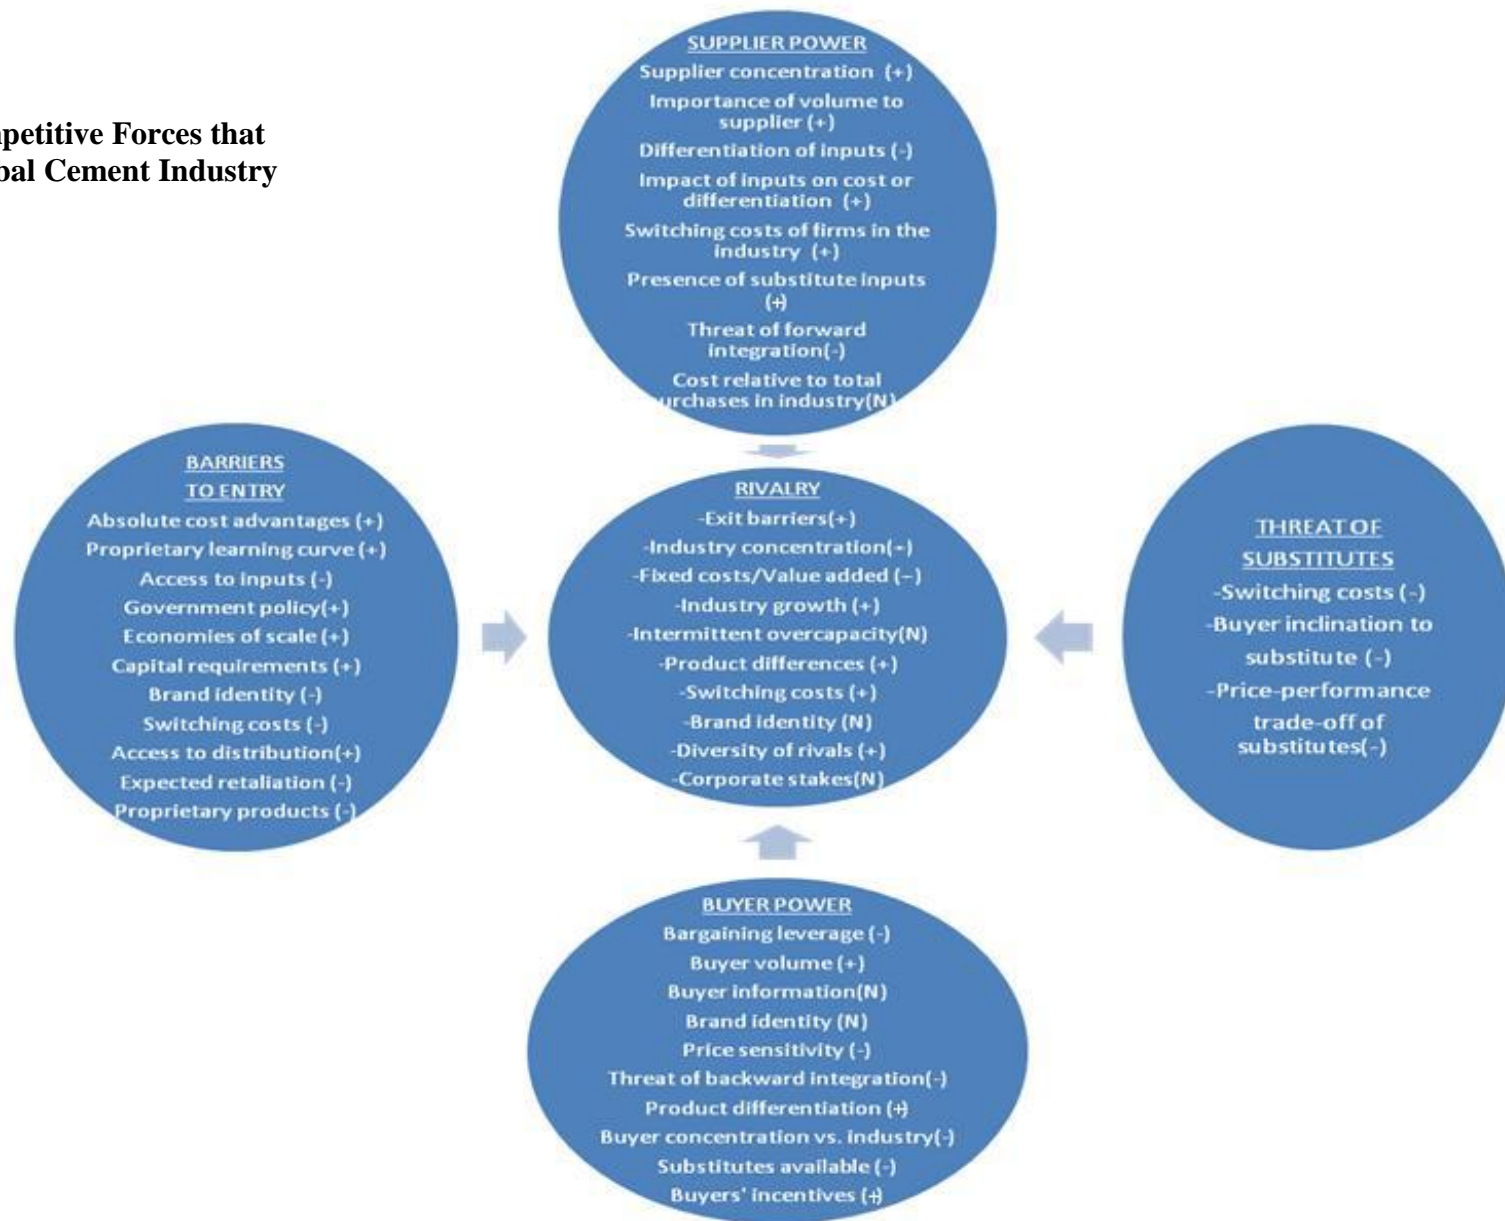 mpetitive Forces that
bal Cement Industry
SUPPLIER POWER
Supplier concentration (+)
Importance of volume to
supplier (+)
Differentiation of inputs (-)
Impact of inputs on cost or
differentiation (+)
Switching costs of firms in the
industry (+)
Presence of substitute inputs
(+)
Threat of forward
integration(-)
Cost relative to total
urchases in industry(N)
BARRIERS
TO ENTRY
Absolute cost advantages (+)
Proprietary learning curve (+)
Access to inputs (-)
Government policy(+)
Economies of scale (+)
Capital requirements (+)
Brand identity (-)
Switching costs (-)
Access to distribution(+)
Expected retaliation (-)
Proprietary products (-)
RIVALRY
-Exit barriers(+)
-Industry concentration(-)
-Fixed costs/Value added (-)
-Industry growth (+)
-Intermittent overcapacity(N)
-Product differences (+)
-Switching costs (+)
-Brand identity (N)
-Diversity of rivals (+)
-Corporate stakes(N)
THREAT OF
SUBSTITUTES
-Switching costs (-)
-Buyer inclination to
substitute (-)
-Price-performance
trade-off of
substitutes(-)
BUYER POWER
Bargaining leverage (-)
Buyer volume (+)
Buyer information(N)
Brand identity (N)
Price sensitivity (-)
Threat of backward integration(-)
Product differentiation (+)
Buyer concentration vs. industry(-)
Substitutes available (-)
Buyers' incentives (+)